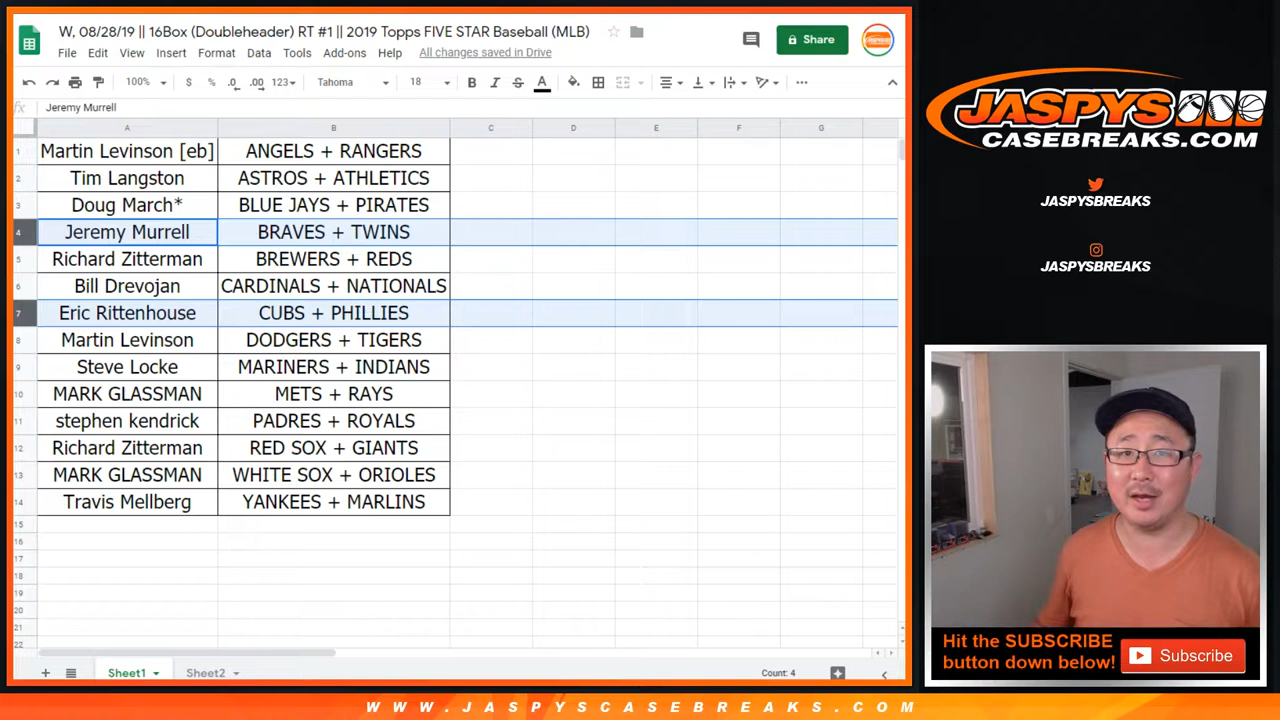 W, 08/28/19 || 16Box (Doubleheader) RT #1 || 2019 Topps FIVE STAR Baseball (MLB)
File Edit View Insert Format Data Tools Add-ons Help All changes saved in Drive
Share
100% $ % .0 .00 123 Tahoma 18 B I S A
fx Jeremy Murrell
A B C D E F G
1 Martin Levinson [eb] ANGELS + RANGERS
2 Tim Langston ASTROS + ATHLETICS
3 Doug March* BLUE JAYS + PIRATES
4 Jeremy Murrell BRAVES + TWINS
5 Richard Zitterman BREWERS + REDS
6 Bill Drevojan CARDINALS + NATIONALS
7 Eric Rittenhouse CUBS + PHILLIES
8 Martin Levinson DODGERS + TIGERS
9 Steve Locke MARINERS + INDIANS
10 MARK GLASSMAN METS + RAYS
11 stephen kendrick PADRES + ROYALS
12 Richard Zitterman RED SOX + GIANTS
13 MARK GLASSMAN WHITE SOX + ORIOLES
14 Travis Mellberg YANKEES + MARLINS
15
16
17
18
19
20
21
22
Sheet1 Sheet2 Count: 4
JASPYS
CASEBREAKS.COM
JASPYSBREAKS
JASPYSBREAKS
Hit the SUBSCRIBE
button down below!
Subscribe
WWW.JASPYSCASEBREAKS.COM